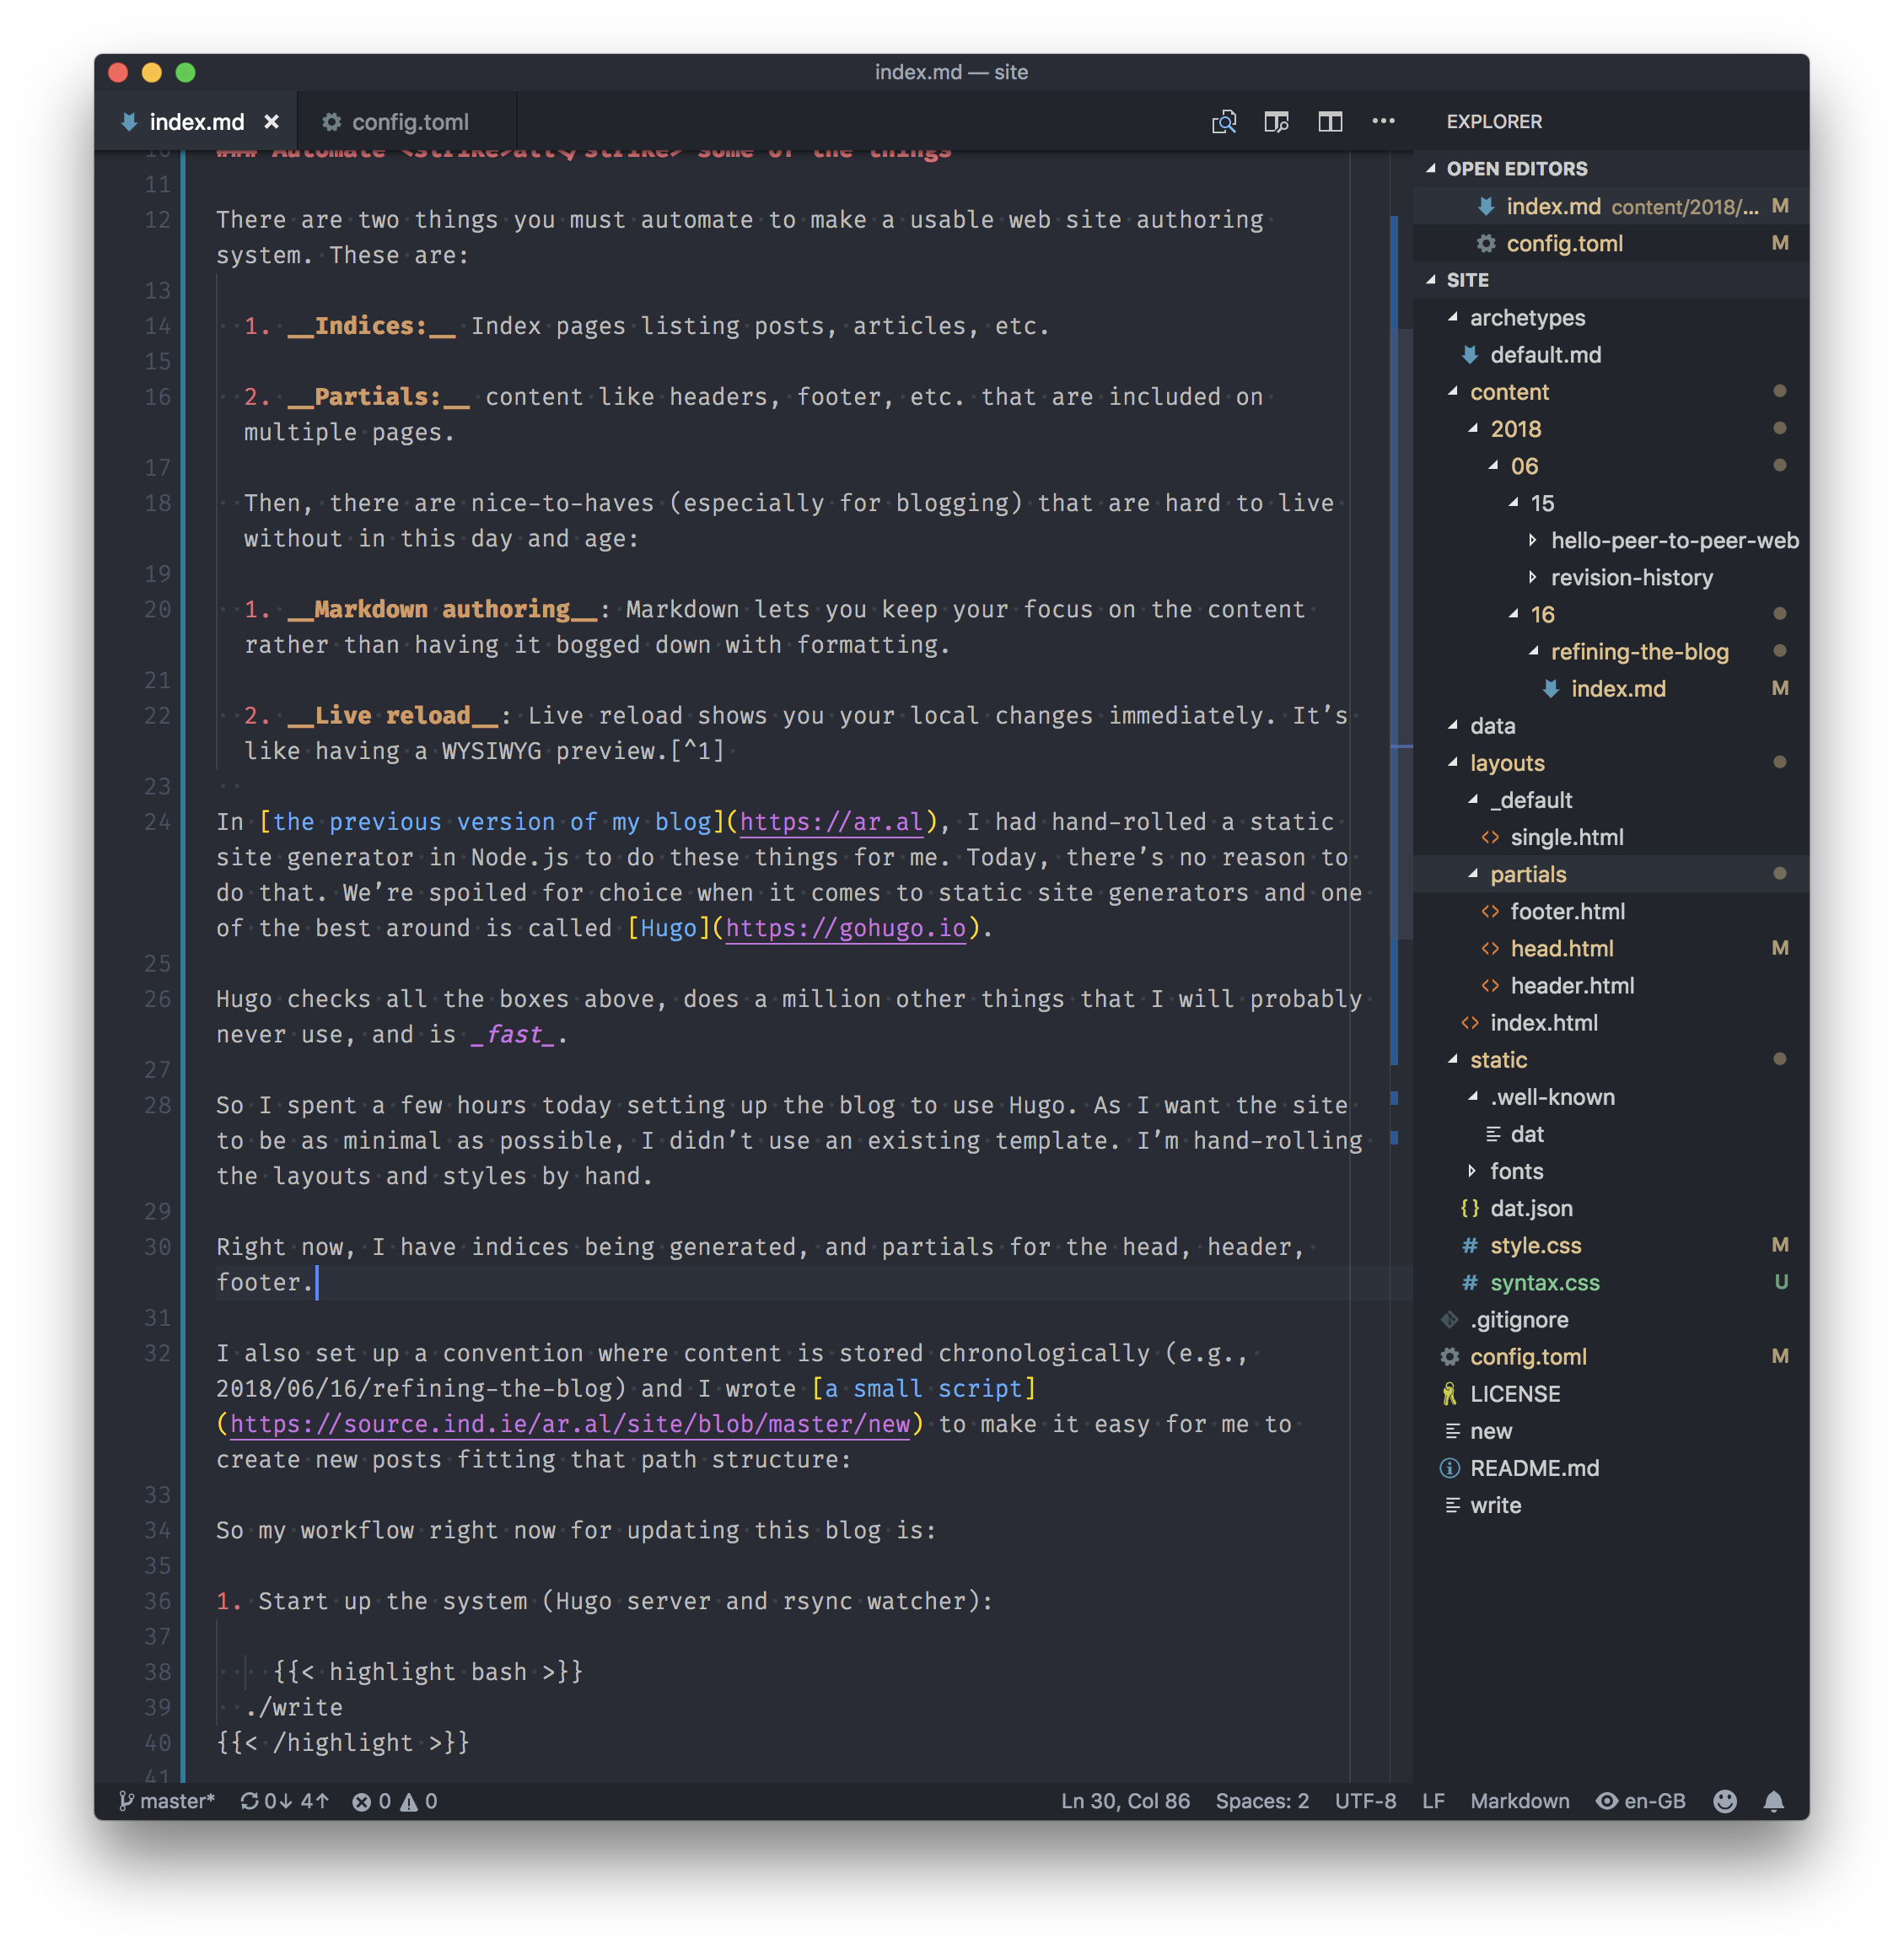 index.md — site
index.md × config.toml
10 ### Automate <strike>all</strike> some of the things
11
12 There are two things you must automate to make a usable web site authoring
system. These are:
13
14 1. __Indices:__ Index pages listing posts, articles, etc.
15
16 2. __Partials:__ content like headers, footer, etc. that are included on
multiple pages.
17
18 Then, there are nice-to-haves (especially for blogging) that are hard to live
without in this day and age:
19
20 1. __Markdown authoring__: Markdown lets you keep your focus on the content
rather than having it bogged down with formatting.
21
22 2. __Live reload__: Live reload shows you your local changes immediately. It’s
like having a WYSIWYG preview.[^1]
23
24 In [the previous version of my blog](https://ar.al), I had hand-rolled a static
site generator in Node.js to do these things for me. Today, there’s no reason to
do that. We’re spoiled for choice when it comes to static site generators and one
of the best around is called [Hugo](https://gohugo.io).
25
26 Hugo checks all the boxes above, does a million other things that I will probably
never use, and is _fast_.
27
28 So I spent a few hours today setting up the blog to use Hugo. As I want the site
to be as minimal as possible, I didn’t use an existing template. I’m hand-rolling
the layouts and styles by hand.
29
30 Right now, I have indices being generated, and partials for the head, header,
footer.
31
32 I also set up a convention where content is stored chronologically (e.g.,
2018/06/16/refining-the-blog) and I wrote [a small script]
(https://source.ind.ie/ar.al/site/blob/master/new) to make it easy for me to
create new posts fitting that path structure:
33
34 So my workflow right now for updating this blog is:
35
36 1. Start up the system (Hugo server and rsync watcher):
37
38 {{< highlight bash >}}
39 ./write
40 {{< /highlight >}}
41
EXPLORER
OPEN EDITORS
index.md content/2018/... M
config.toml M
SITE
archetypes
default.md
content
2018
06
15
hello-peer-to-peer-web
revision-history
16
refining-the-blog
index.md M
data
layouts
_default
single.html
partials
footer.html
head.html M
header.html
index.html
static
.well-known
dat
fonts
{} dat.json
# style.css M
# syntax.css U
.gitignore
config.toml M
LICENSE
new
README.md
write
master* 0↓ 4↑ 0 0 Ln 30, Col 86 Spaces: 2 UTF-8 LF Markdown en-GB